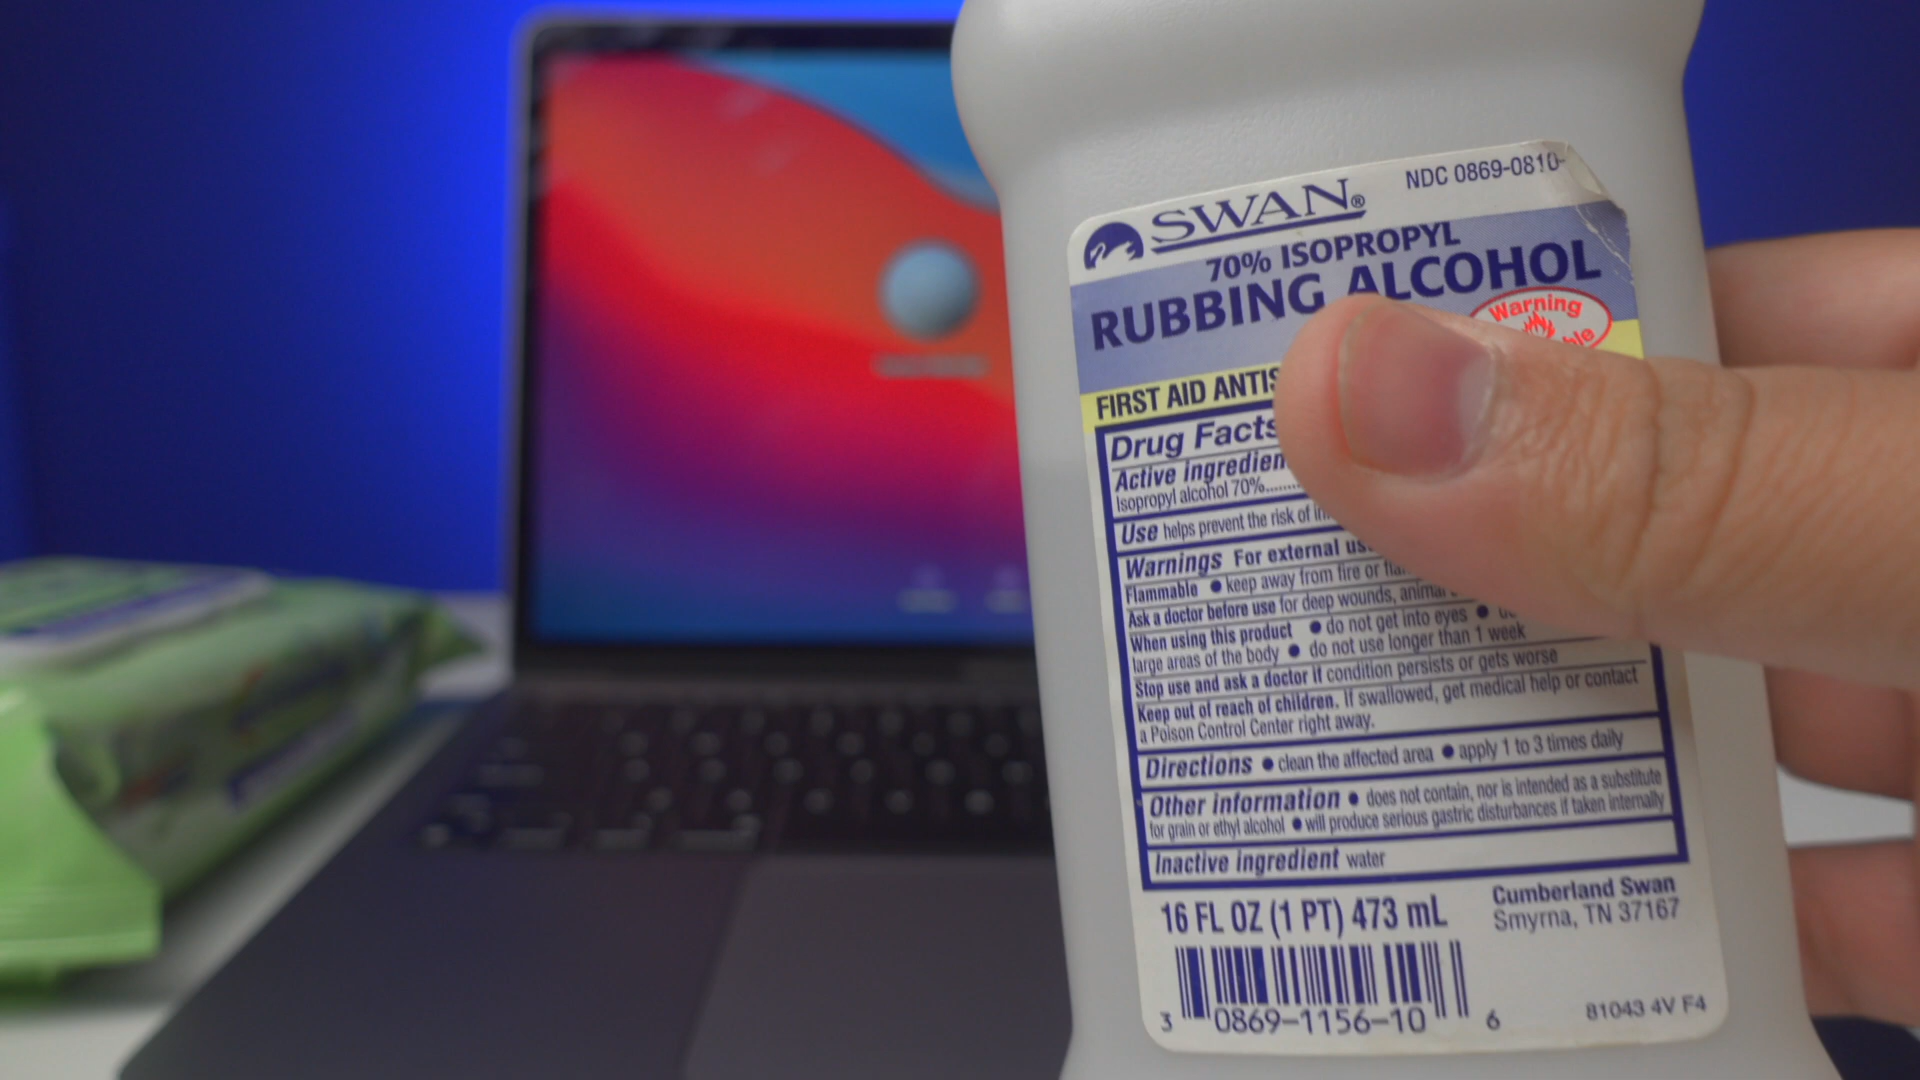 SWAN®
NDC 0869-0810-
70% ISOPROPYL
RUBBING ALCOHOL
Warning
FIRST AID
Drug Facts
Active
Isopropyl alcohol 70%........
Use helps prevent the risk of
Warnings For external
Flammable ● keep away from fire or
Ask a doctor before use for deep wounds, animal
When using this product ● do not get into eyes ●
large areas of the body ● do not use longer than 1 week
Stop use and ask a doctor if condition persists or gets worse
Keep out of reach of children. If swallowed, get medical help or contact
a Poison Control Center right away.
Directions ● clean the affected area ● apply 1 to 3 times daily
Other information ● does not contain, nor is intended as a substitute
for grain or ethyl alcohol ● will produce serious gastric disturbances if taken internally
Inactive ingredient water
16 FL OZ (1 PT) 473 mL
Cumberland Swan
Smyrna, TN 37167
3 0869-1156-10 6
81043 4V F4